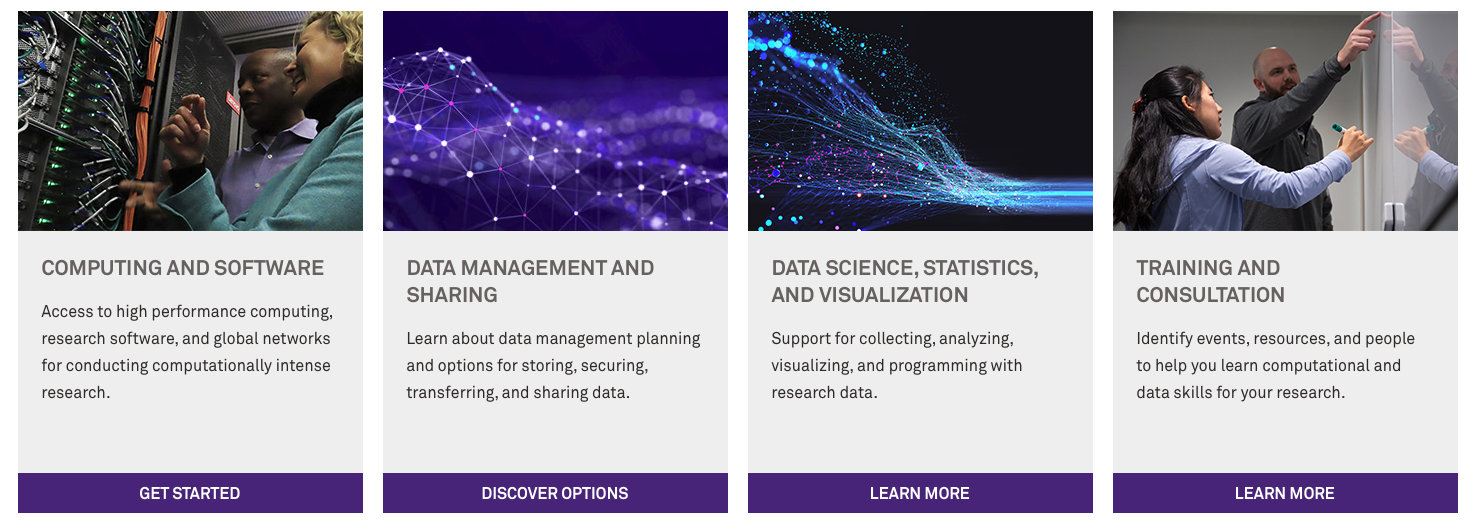 COMPUTING AND SOFTWARE
Access to high performance computing,
research software, and global networks
for conducting computationally intense
research.
GET STARTED
DATA MANAGEMENT AND
SHARING
Learn about data management planning
and options for storing, securing,
transferring, and sharing data.
DISCOVER OPTIONS
DATA SCIENCE, STATISTICS,
AND VISUALIZATION
Support for collecting, analyzing,
visualizing, and programming with
research data.
LEARN MORE
TRAINING AND
CONSULTATION
Identify events, resources, and people
to help you learn computational and
data skills for your research.
LEARN MORE